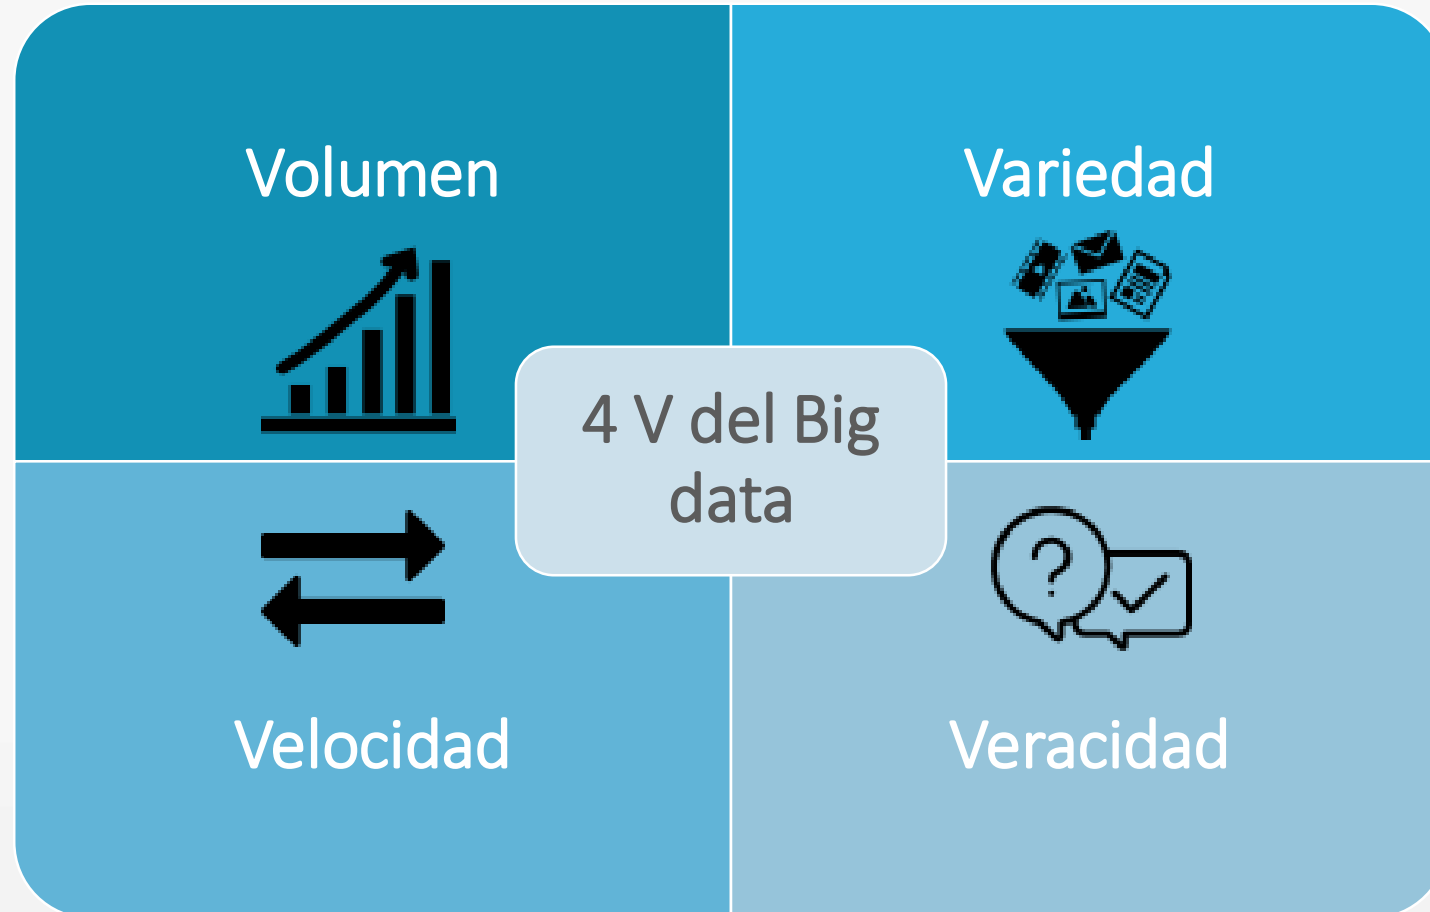 Volumen
Variedad
4 V del Big
data
Velocidad
Veracidad